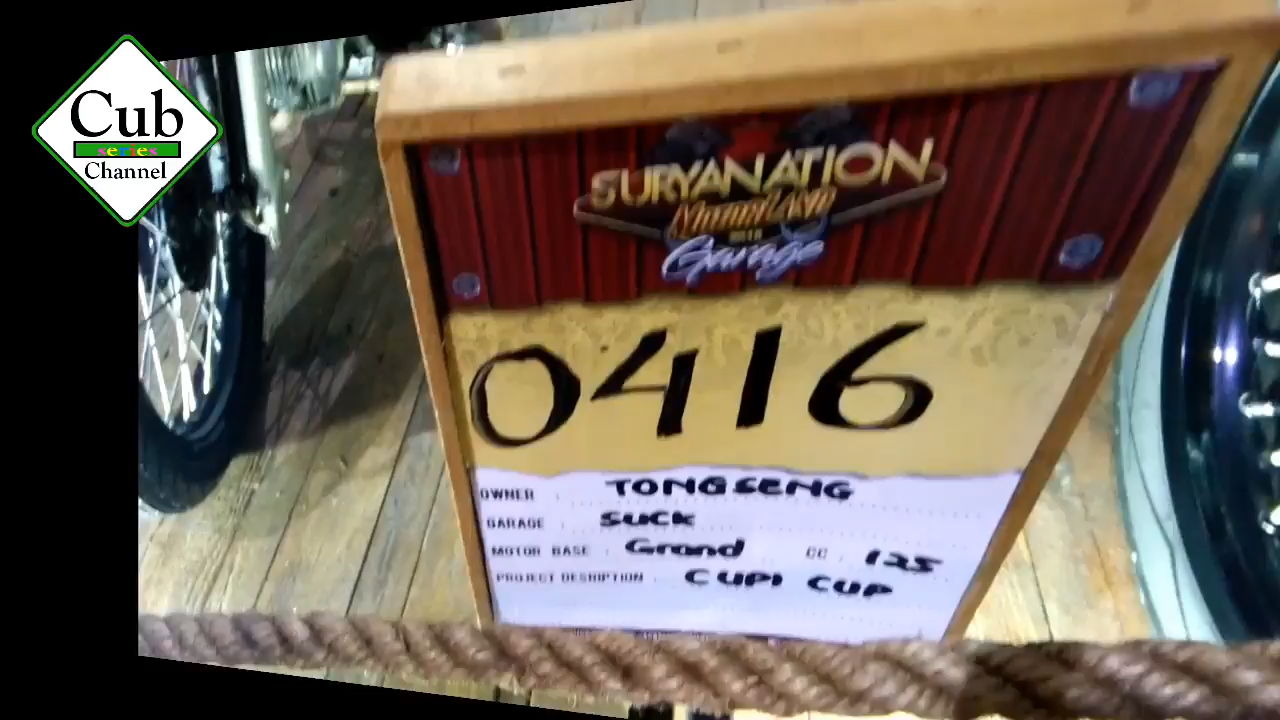 Cub
series
Channel
SURYANATION
Motorland
Garage
0416
OWNER : TONGSENG
GARAGE : SUCK
MOTOR BASE : Grand CC : 125
PROJECT DESRIPTION : CUPI CUP